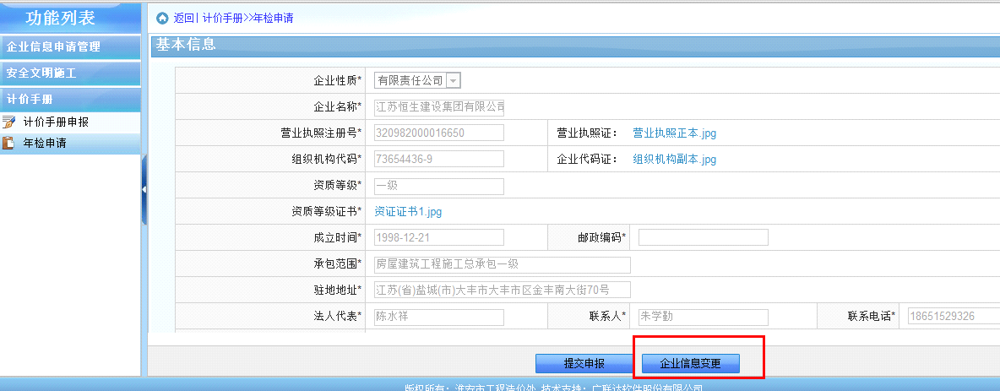 功能列表
返回| 计价手册>>年检申请
企业信息申请管理
安全文明施工
计价手册
计价手册申报
年检申请
基本信息
企业性质* 有限责任公司
企业名称* 江苏恒生建设集团有限公司
营业执照注册号* 320982000016650 营业执照证： 营业执照正本.jpg
组织机构代码* 73654436-9 企业代码证： 组织机构副本.jpg
资质等级* 一级
资质等级证书* 资证证书1.jpg
成立时间* 1998-12-21 邮政编码*
承包范围* 房屋建筑工程施工总承包一级
驻地地址* 江苏(省)盐城(市)大丰市大丰市区金丰南大街70号
法人代表* 陈水祥 联系人* 朱学勤 联系电话* 18651529326
提交申报 企业信息变更
版权所有：淮安市工程造价处 技术支持：广联达软件股份有限公司